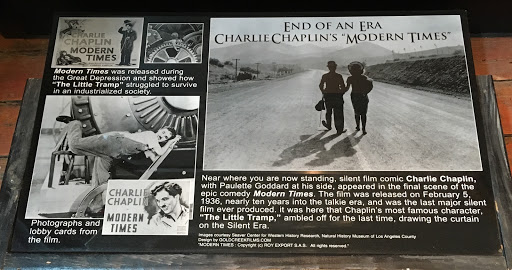 CHARLIE
CHAPLIN
MODERN
TIMES
Modern Times was released during
the Great Depression and showed how
"The Little Tramp" struggled to survive
in an industrialized society.
CHARLIE
CHAPLIN
MODERN
TIMES
Photographs and
lobby cards from
the film.
END OF AN ERA
CHARLIE CHAPLIN'S "MODERN TIMES"
Near where you are now standing, silent film comic Charlie Chaplin,
with Paulette Goddard at his side, appeared in the final scene of the
epic comedy Modern Times. The film was released on February 5,
1936, nearly ten years into the talkie era, and was the last major silent
film ever produced. it was here that Chaplin's most famous character,
"The Little Tramp," ambled off for the last time, drawing the curtain
on the Silent Era.
Images courtesy Seaver Center for Western History Research, Natural History Museum of Los Angeles County
Design by GOLDCREEKFILMS.COM
"MODERN TIMES : Copyright (c) ROY EXPORT S.A.S. All rights reserved."